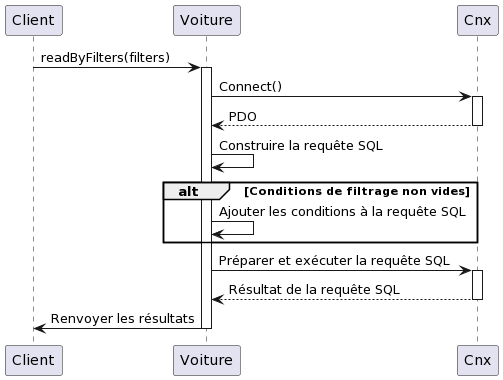 Client Voiture Cnx
readByFilters(filters)
Connect()
PDO
Construire la requête SQL
alt [Conditions de filtrage non vides]
Ajouter les conditions à la requête SQL
Préparer et exécuter la requête SQL
Résultat de la requête SQL
Renvoyer les résultats
Client Voiture Cnx